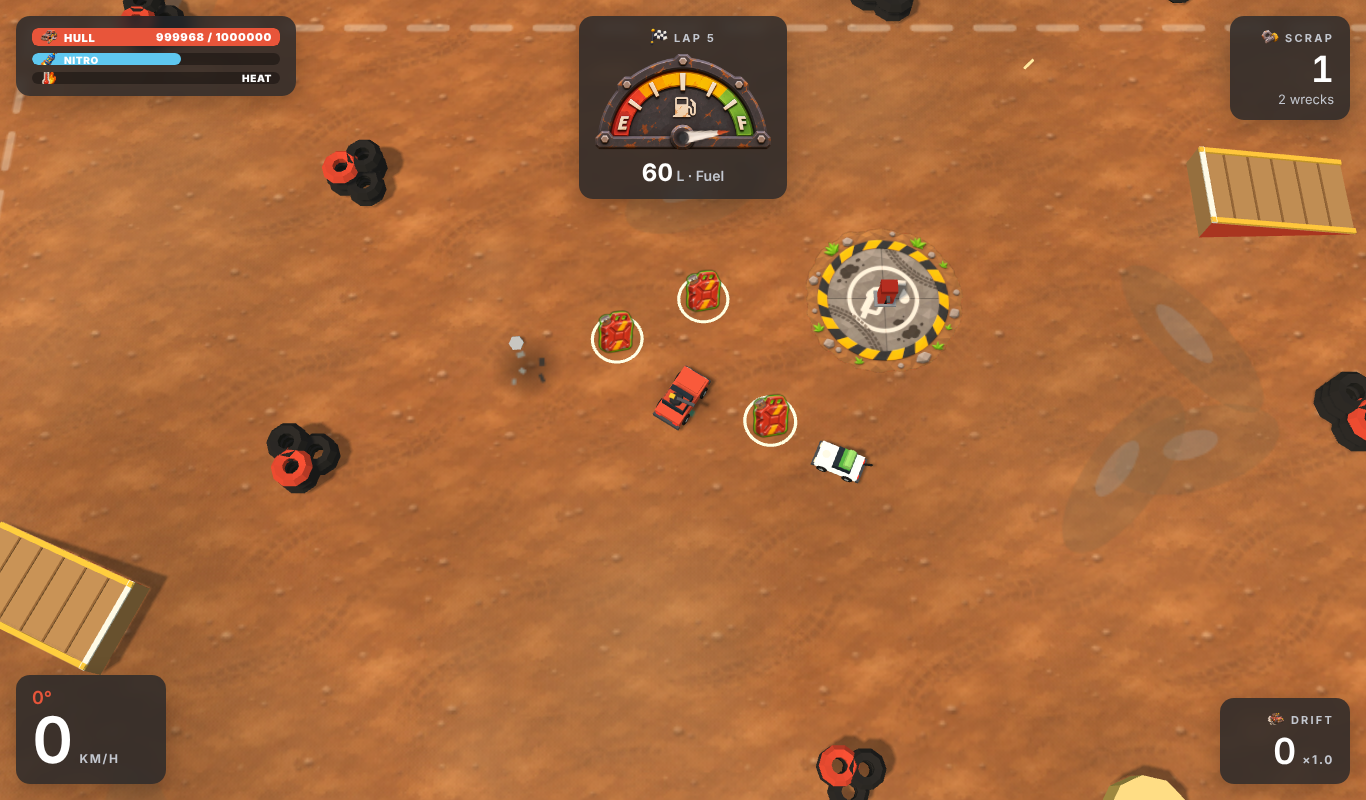 HULL 999968 / 1000000
NITRO
HEAT
LAP 5
E F
60 L · Fuel
SCRAP
1
2 wrecks
0°
0 KM/H
DRIFT
0 ×1.0